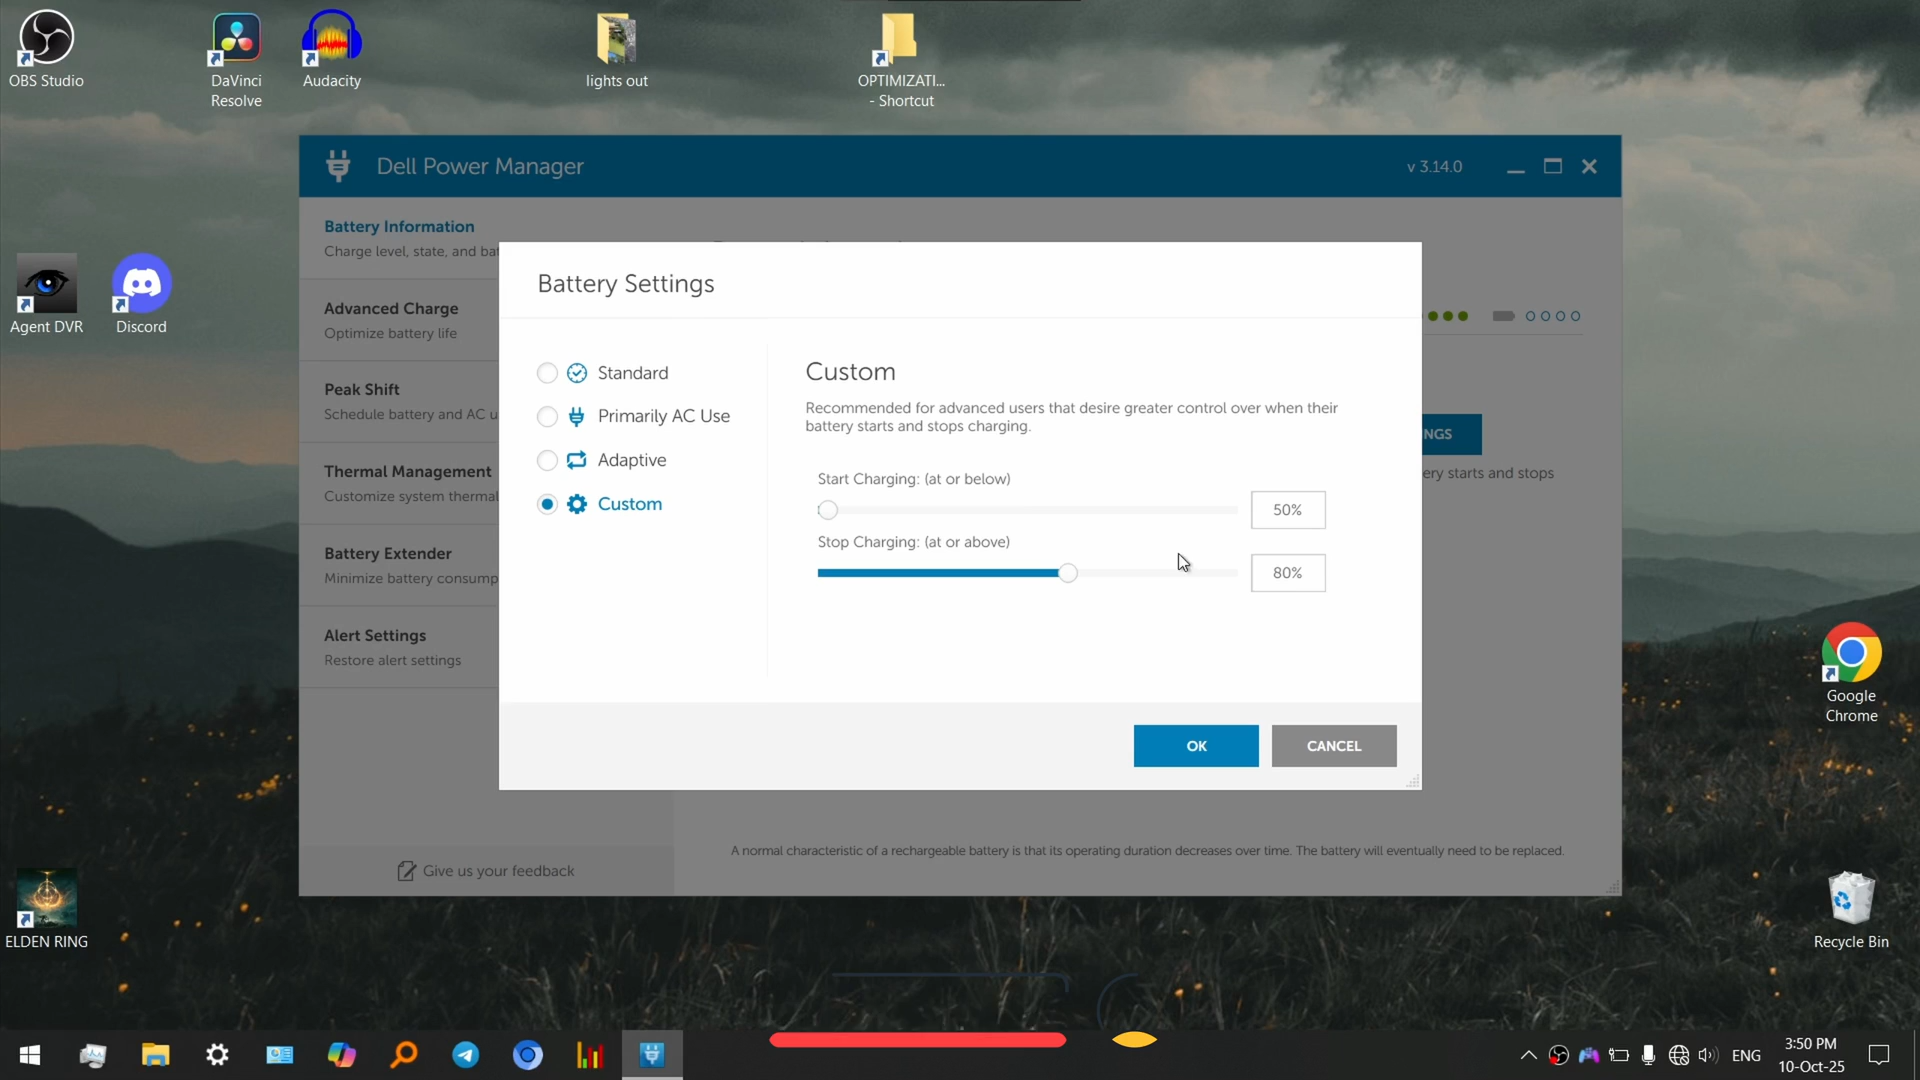 OBS Studio
DaVinci
Resolve
Audacity
lights out
OPTIMIZATI...
- Shortcut
Agent DVR
Discord
ELDEN RING
Google
Chrome
Recycle Bin
Dell Power Manager
v 3.14.0
Battery Information
Charge level, state, and bat
Advanced Charge
Optimize battery life
Peak Shift
Schedule battery and AC u
Thermal Management
Customize system thermal
Battery Extender
Minimize battery consump
Alert Settings
Restore alert settings
Give us your feedback
NGS
ery starts and stops
A normal characteristic of a rechargeable battery is that its operating duration decreases over time. The battery will eventually need to be replaced.
Battery Settings
Standard
Primarily AC Use
Adaptive
Custom
Custom
Recommended for advanced users that desire greater control over when their
battery starts and stops charging.
Start Charging: (at or below)
50%
Stop Charging: (at or above)
80%
OK
CANCEL
ENG
3:50 PM
10-Oct-25